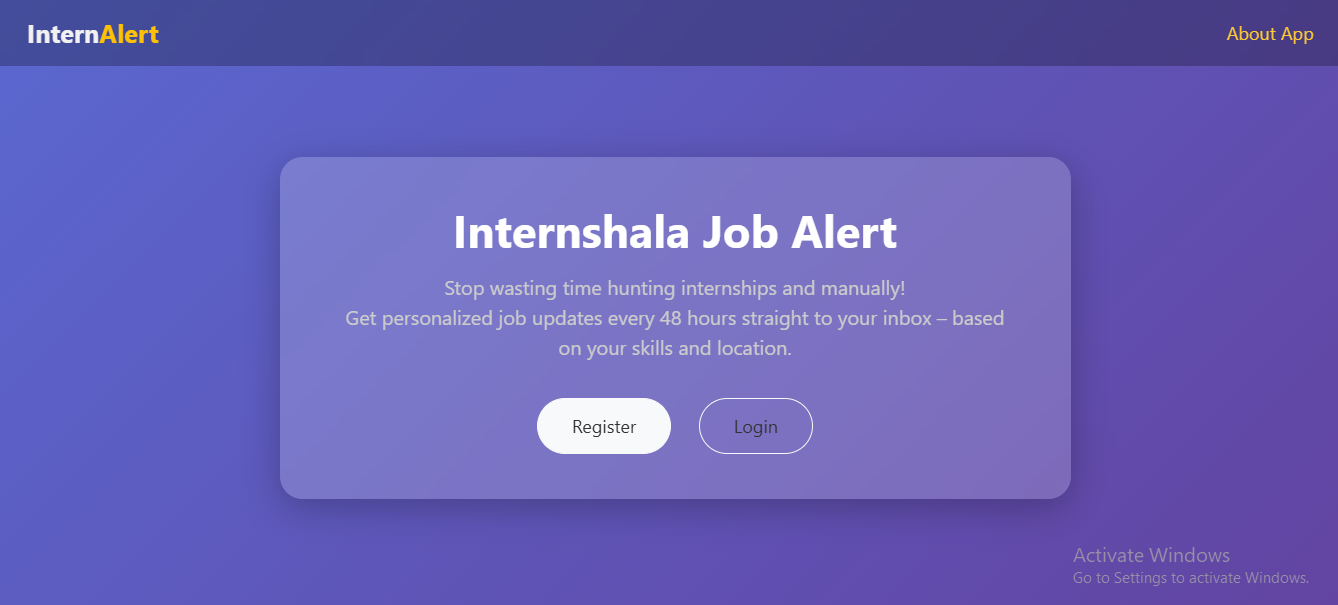 InternAlert
About App
Internshala Job Alert
Stop wasting time hunting internships and manually!
Get personalized job updates every 48 hours straight to your inbox – based
on your skills and location.
Register
Login
Activate Windows
Go to Settings to activate Windows.